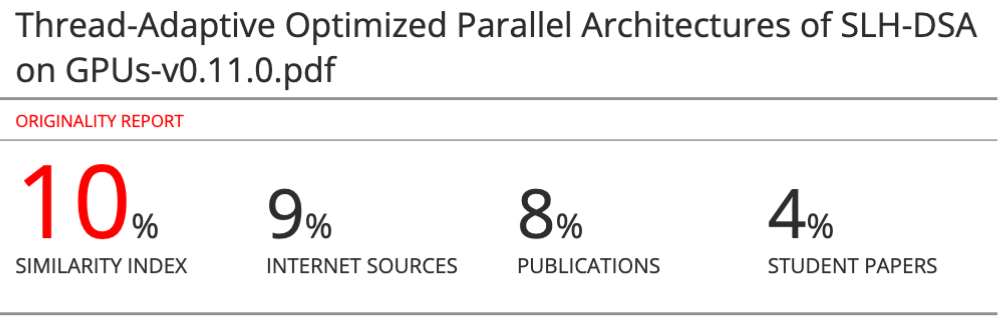 Thread-Adaptive Optimized Parallel Architectures of SLH-DSA
on GPUs-v0.11.0.pdf
ORIGINALITY REPORT
10% 9% 8% 4%
SIMILARITY INDEX INTERNET SOURCES PUBLICATIONS STUDENT PAPERS